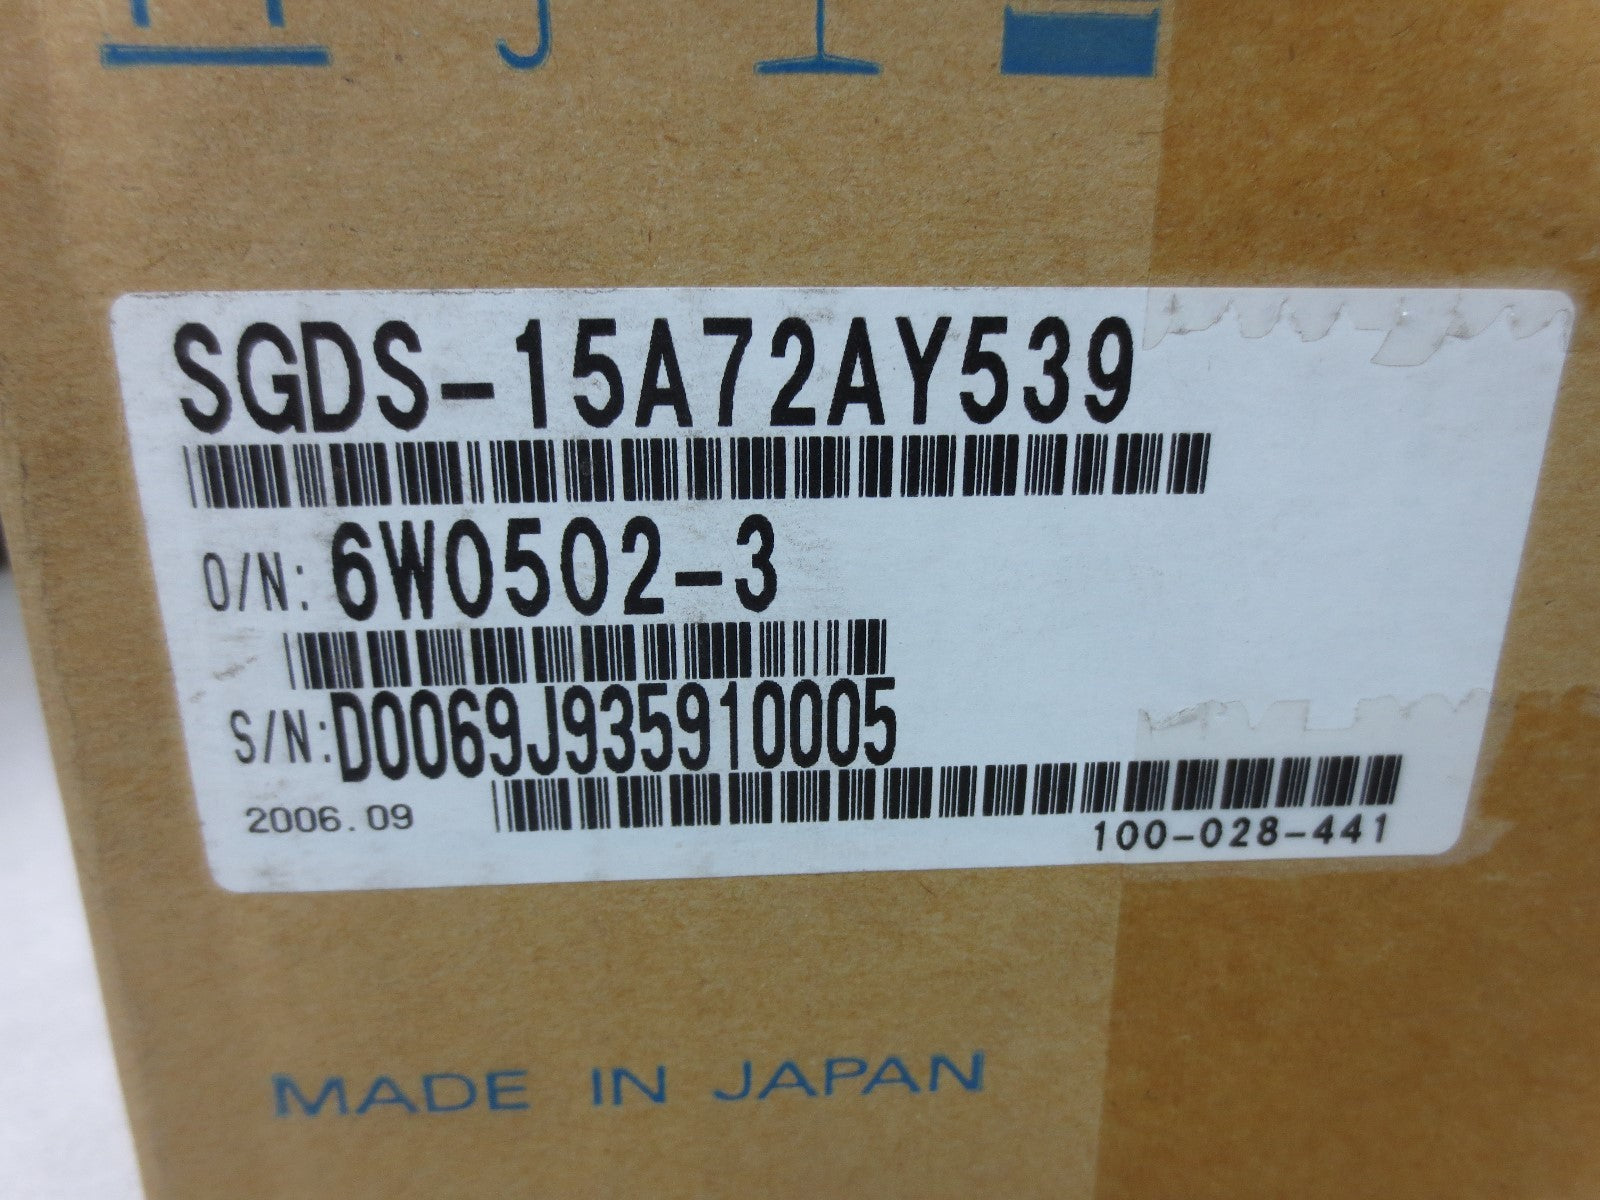 SGDS-15A72AY539
O/N: 6W0502-3
S/N: D0069J935910005
2006.09
100-028-441
MADE IN JAPAN